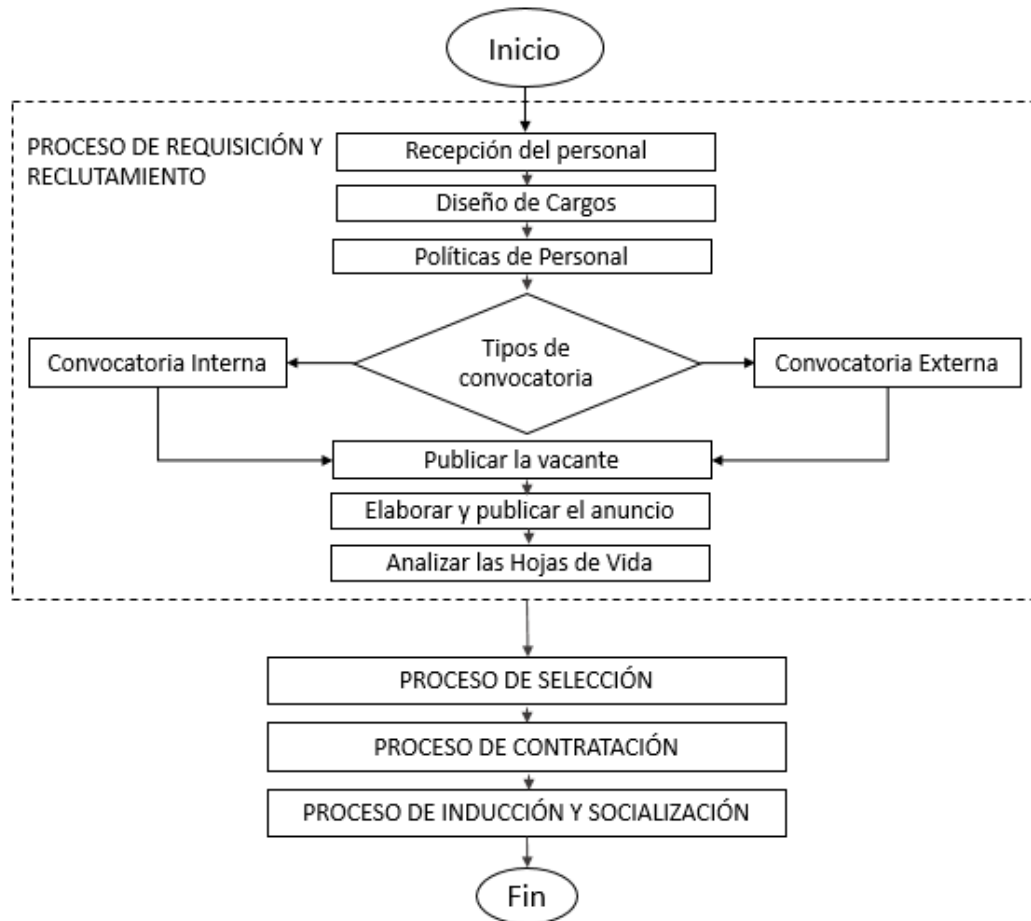 Inicio
PROCESO DE REQUISICIÓN Y
RECLUTAMIENTO
Recepción del personal
Diseño de Cargos
Políticas de Personal
Tipos de
convocatoria
Convocatoria Interna
Convocatoria Externa
Publicar la vacante
Elaborar y publicar el anuncio
Analizar las Hojas de Vida
PROCESO DE SELECCIÓN
PROCESO DE CONTRATACIÓN
PROCESO DE INDUCCIÓN Y SOCIALIZACIÓN
Fin